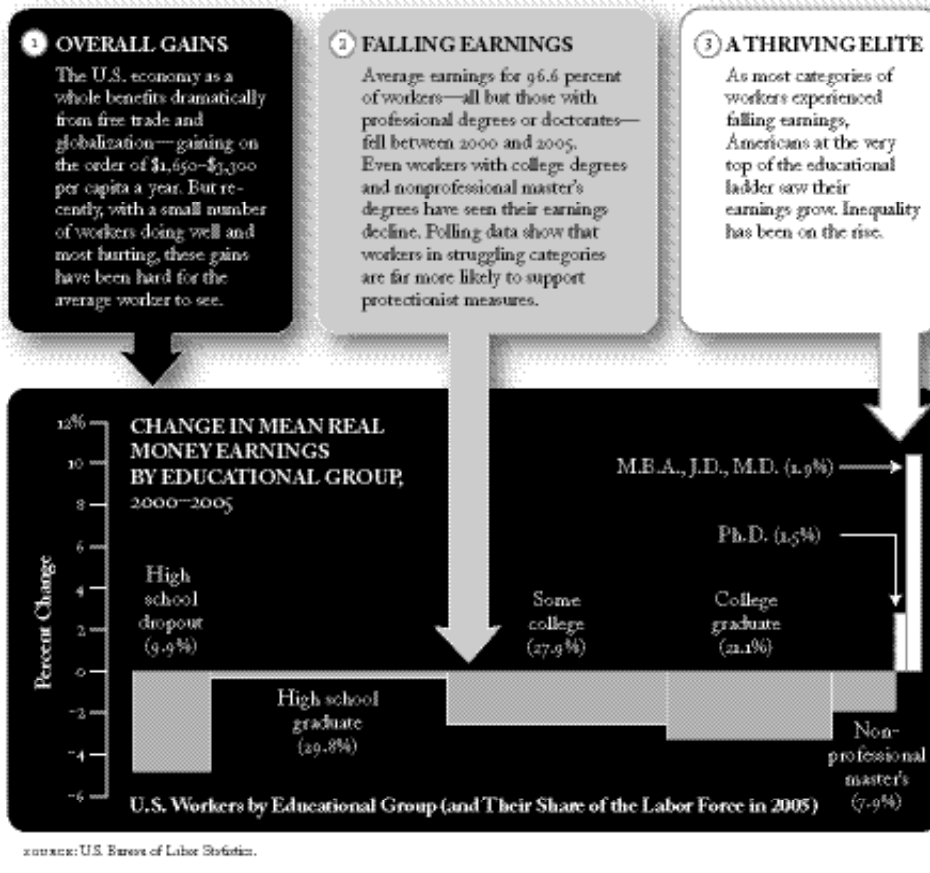 1 OVERALL GAINS
The U.S. economy as a
whole benefits dramatically
from free trade and
globalization—gaining on
the order of $1,650–$3,300
per capita a year. But re-
cently, with a small number
of workers doing well and
most hurting, these gains
have been hard for the
average worker to see.
2 FALLING EARNINGS
Average earnings for 96.6 percent
of workers—all but those with
professional degrees or doctorates—
fell between 2000 and 2005.
Even workers with college degrees
and nonprofessional master's
degrees have seen their earnings
decline. Polling data show that
workers in struggling categories
are far more likely to support
protectionist measures.
3 A THRIVING ELITE
As most categories of
workers experienced
falling earnings,
Americans at the very
top of the educational
ladder saw their
earnings grow. Inequality
has been on the rise.
CHANGE IN MEAN REAL
MONEY EARNINGS
BY EDUCATIONAL GROUP,
2000–2005
Percent Change
12%
10
8
6
4
2
0
-2
-4
-6
High
school
dropout
(9.9%)
High school
graduate
(29.8%)
Some
college
(27.9%)
College
graduate
(21.1%)
Non-
professional
master's
(7.9%)
Ph.D. (1.5%)
M.B.A., J.D., M.D. (1.9%)
U.S. Workers by Educational Group (and Their Share of the Labor Force in 2005)
SOURCE: U.S. Bureau of Labor Statistics.